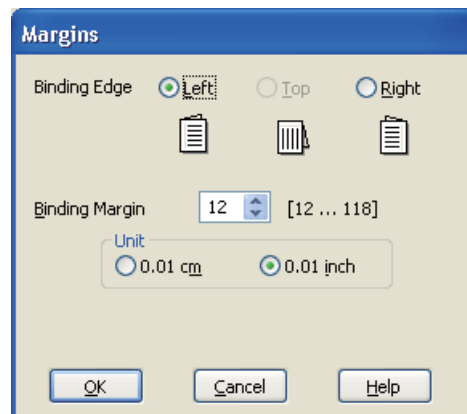 Margins
Binding Edge Left Top Right
Binding Margin 12 [12 ... 118]
Unit
0.01 cm 0.01 inch
OK Cancel Help